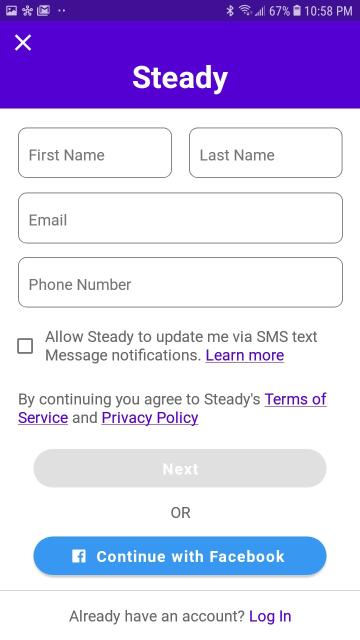 67% 10:58 PM
Steady
First Name
Last Name
Email
Phone Number
Allow Steady to update me via SMS text
Message notifications. Learn more
By continuing you agree to Steady's Terms of
Service and Privacy Policy
Next
OR
Continue with Facebook
Already have an account? Log In